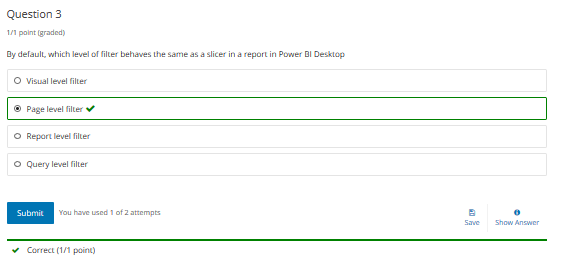 Question 3
1/1 point (graded)
By default, which level of filter behaves the same as a slicer in a report in Power BI Desktop
Visual level filter
Page level filter
Report level filter
Query level filter
Submit
You have used 1 of 2 attempts
Save
Show Answer
Correct (1/1 point)